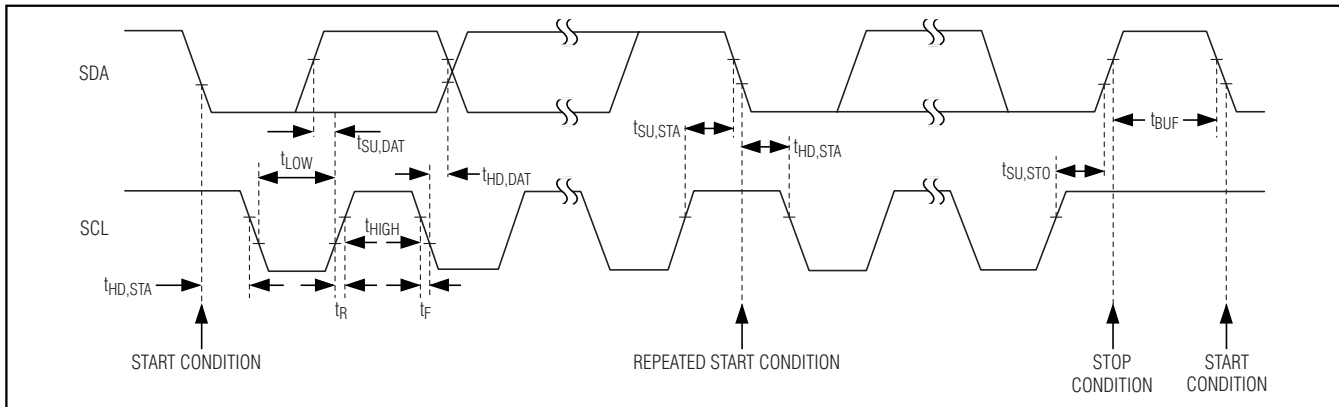 SDA
tSU,DAT
tLOW
tHD,DAT
tSU,STA
tHD,STA
tBUF
tSU,STO
SCL
tHIGH
tHD,STA
tR
tF
START CONDITION
REPEATED START CONDITION
STOP
CONDITION
START
CONDITION